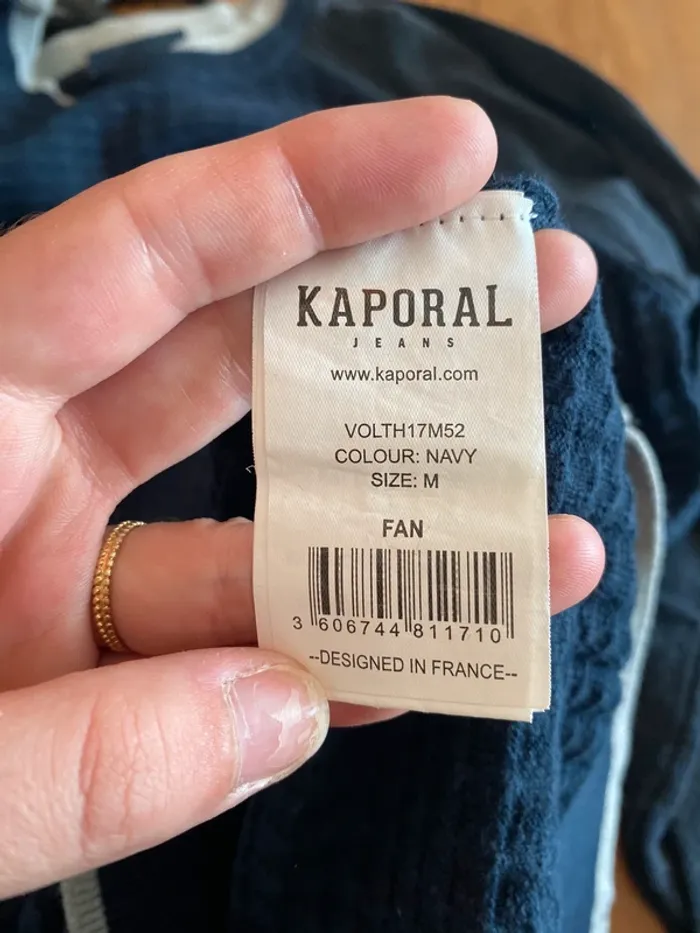 KAPORAL
JEANS
www.kaporal.com
VOLTH17M52
COLOUR: NAVY
SIZE: M
FAN
3 606744 811710
--DESIGNED IN FRANCE--